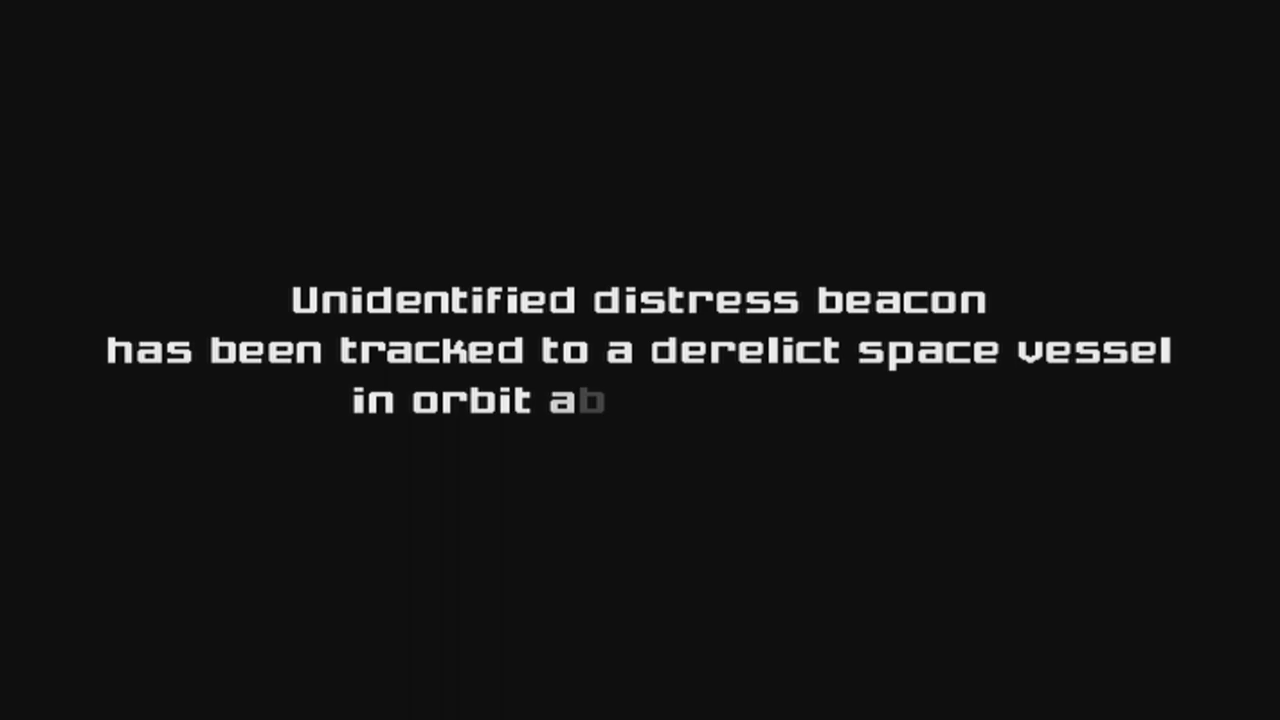 Unidentified distress beacon
has been tracked to a derelict space vessel
in orbit ab